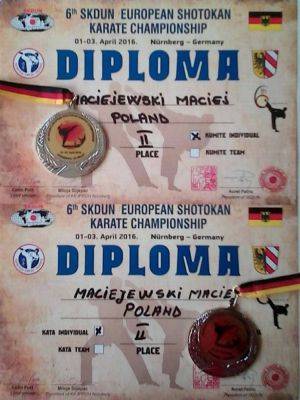 SKDUN
6th SKDUN EUROPEAN SHOTOKAN
KARATE CHAMPIONSHIP
01-03. April 2016. Nürnberg – Germany
DIPLOMA
MACIEJEWSKI MACIEJ
POLAND
II
PLACE
KUMITE INDIVIDUAL
KUMITE TEAM
6th SKDUN EUROPEAN SHOTOKAN
KARATE CHAMPIONSHIP
01-03. April 2016. Nürnberg – Germany
DIPLOMA
MACIEJEWSKI MACIE
POLAND
KATA INDIVIDUAL
II
KATA TEAM
PLACE